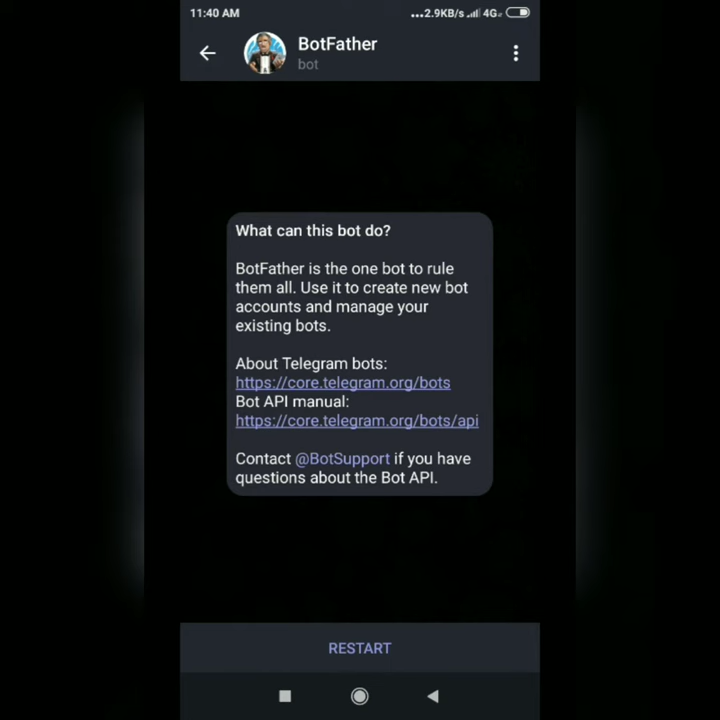 11:40 AM
...2.9KB/s 4G
BotFather
bot
What can this bot do?
BotFather is the one bot to rule
them all. Use it to create new bot
accounts and manage your
existing bots.
About Telegram bots:
https://core.telegram.org/bots
Bot API manual:
https://core.telegram.org/bots/api
Contact @BotSupport if you have
questions about the Bot API.
RESTART